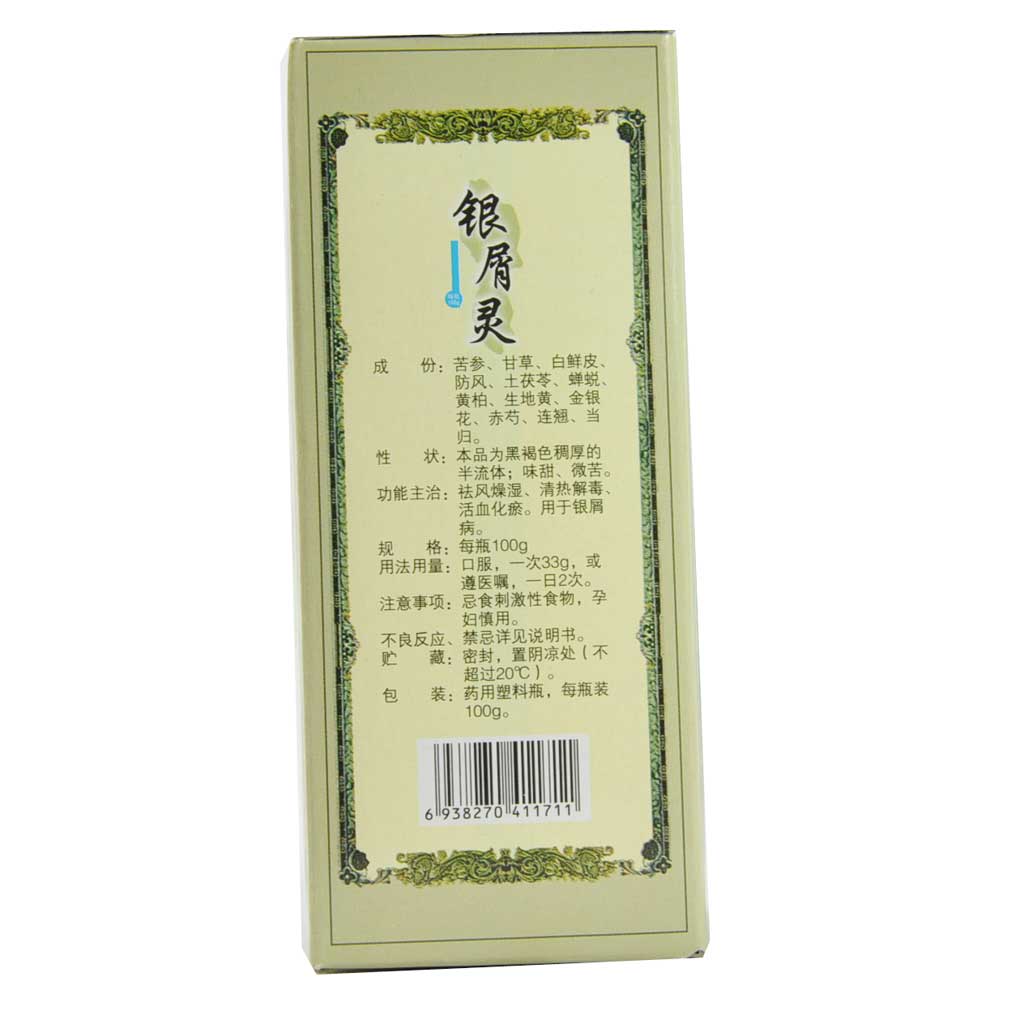 银屑灵
成 份：苦参、甘草、白鲜皮、
防风、土茯苓、蝉蜕、
黄柏、生地黄、金银
花、赤芍、连翘、当
归。
性 状：本品为黑褐色稠厚的
半流体；味甜、微苦。
功能主治：祛风燥湿、清热解毒、
活血化瘀。用于银屑
病。
规 格：每瓶100g
用法用量：口服，一次33g，或
遵医嘱，一日2次。
注意事项：忌食刺激性食物，孕
妇慎用。
不良反应、禁忌详见说明书。
贮 藏：密封，置阴凉处（不
超过20℃）。
包 装：药用塑料瓶，每瓶装
100g。
6 938270 411711